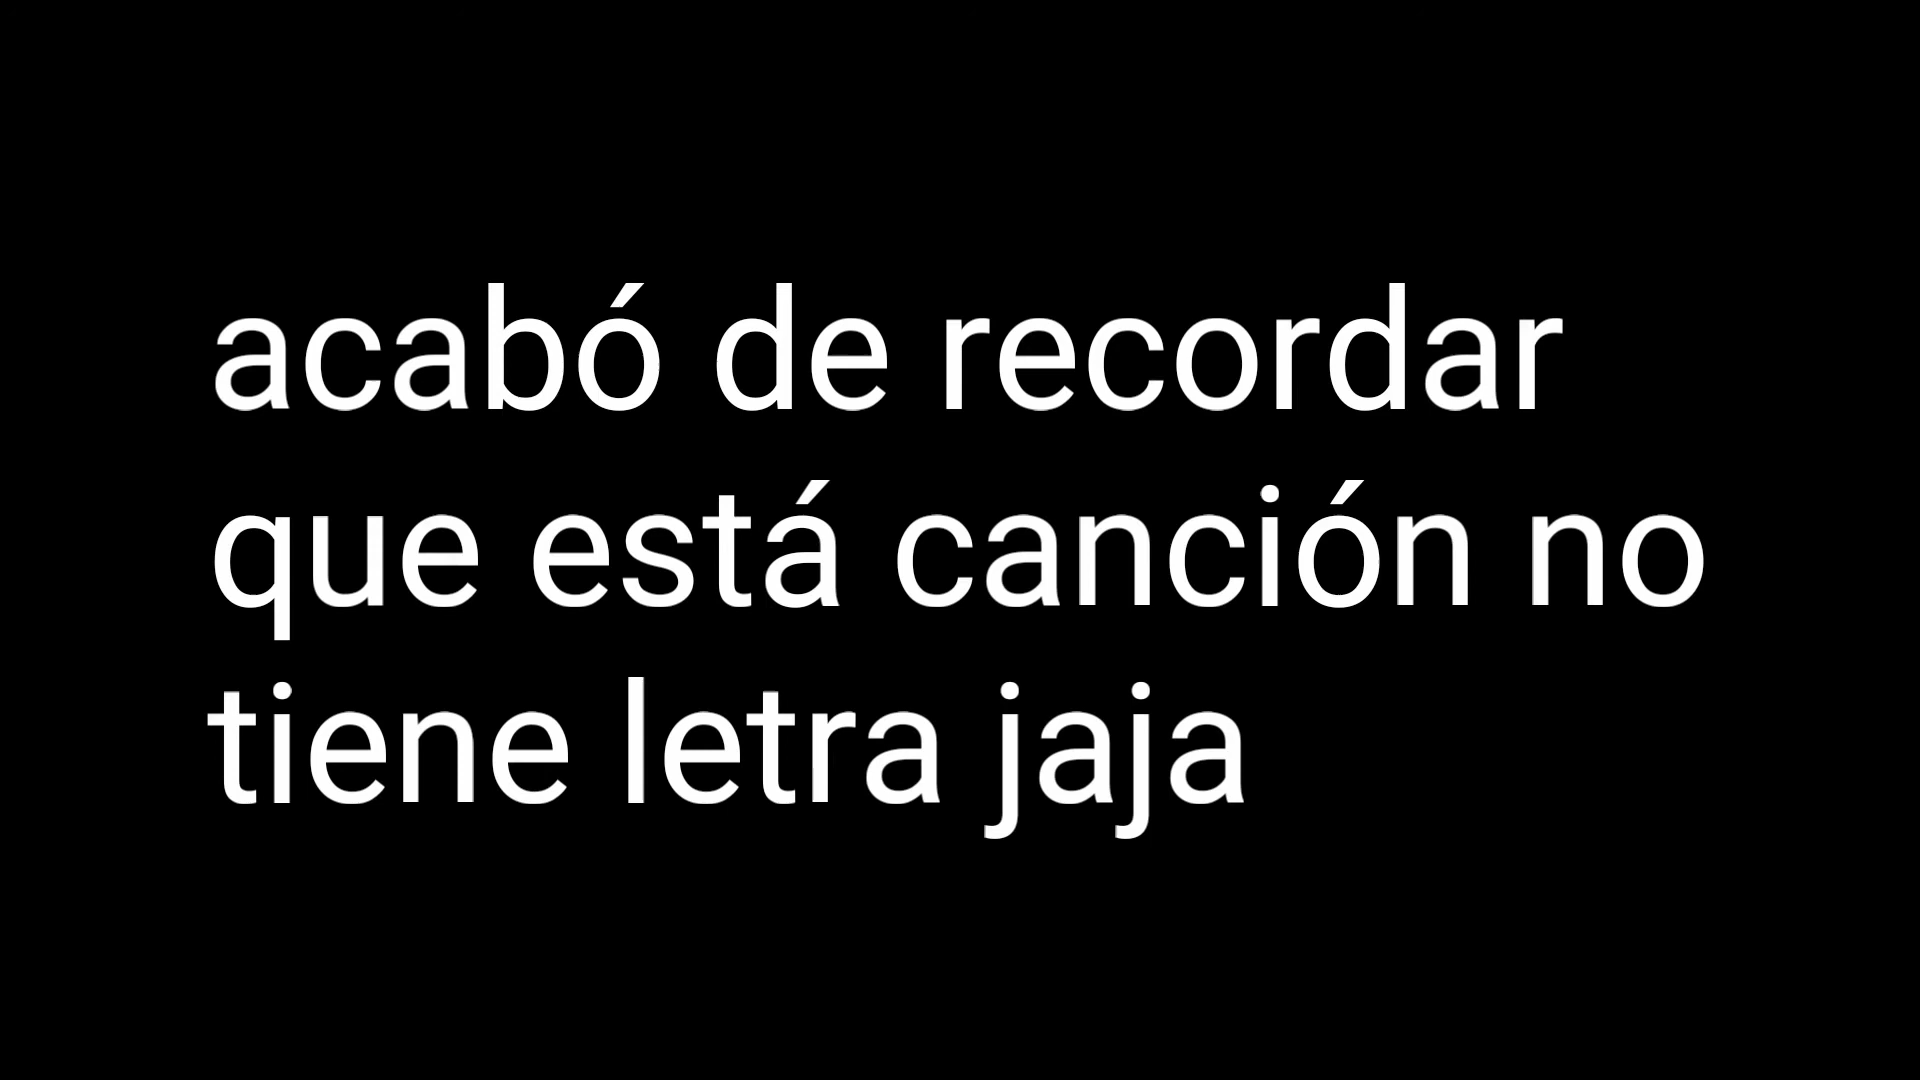 acabó de recordar
que está canción no
tiene letra jaja